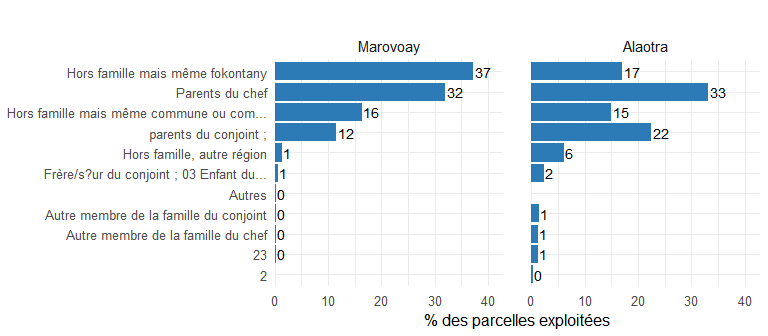 Marovoay Alaotra
Hors famille mais même fokontany 37 17
Parents du chef 32 33
Hors famille mais même commune ou com... 16 15
parents du conjoint ; 12 22
Hors famille, autre région 1 6
Frère/s?ur du conjoint ; 03 Enfant du... 1 2
Autres 0
Autre membre de la famille du conjoint 0 1
Autre membre de la famille du chef 0 1
23 0 1
2 0
0 10 20 30 40 0 10 20 30 40
% des parcelles exploitées